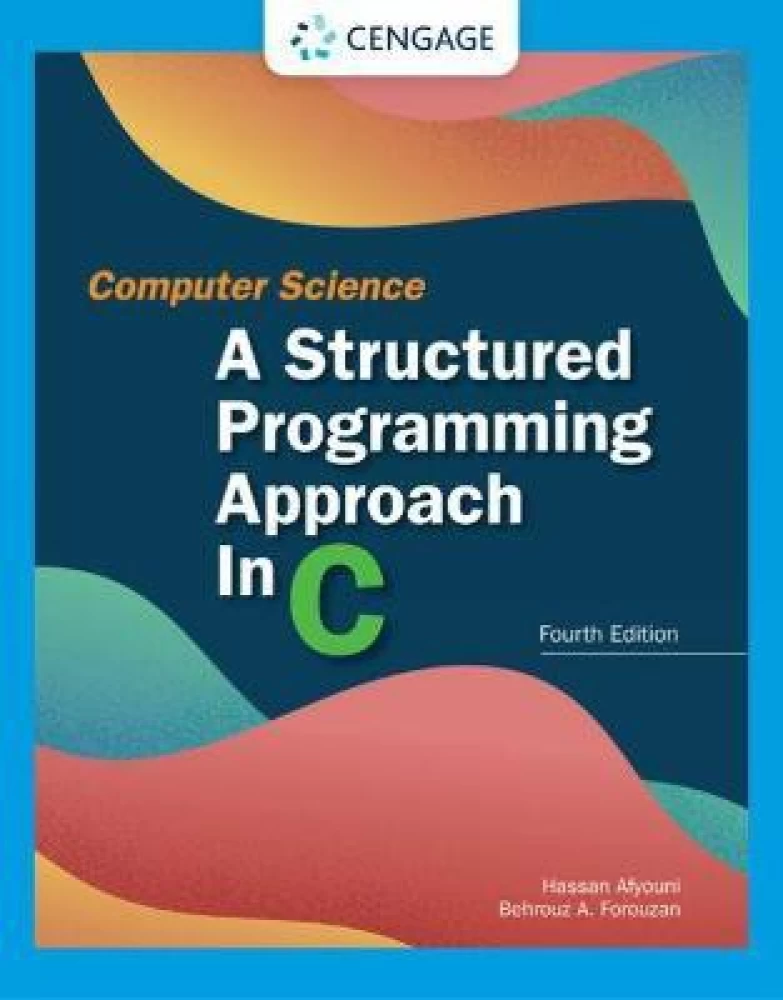 CENGAGE
Computer Science
A Structured
Programming
Approach
In C
Fourth Edition
Hassan Afyouni
Behrouz A. Forouzan